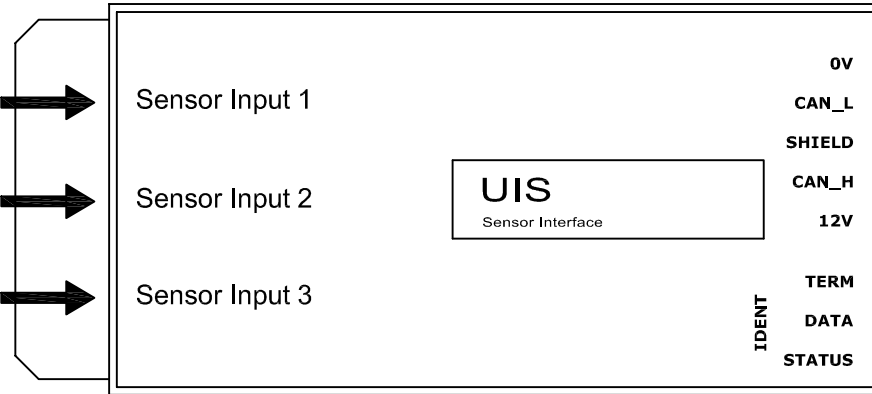 Sensor Input 1
Sensor Input 2
Sensor Input 3
UIS
Sensor Interface
0V
CAN_L
SHIELD
CAN_H
12V
IDENT
TERM
DATA
STATUS